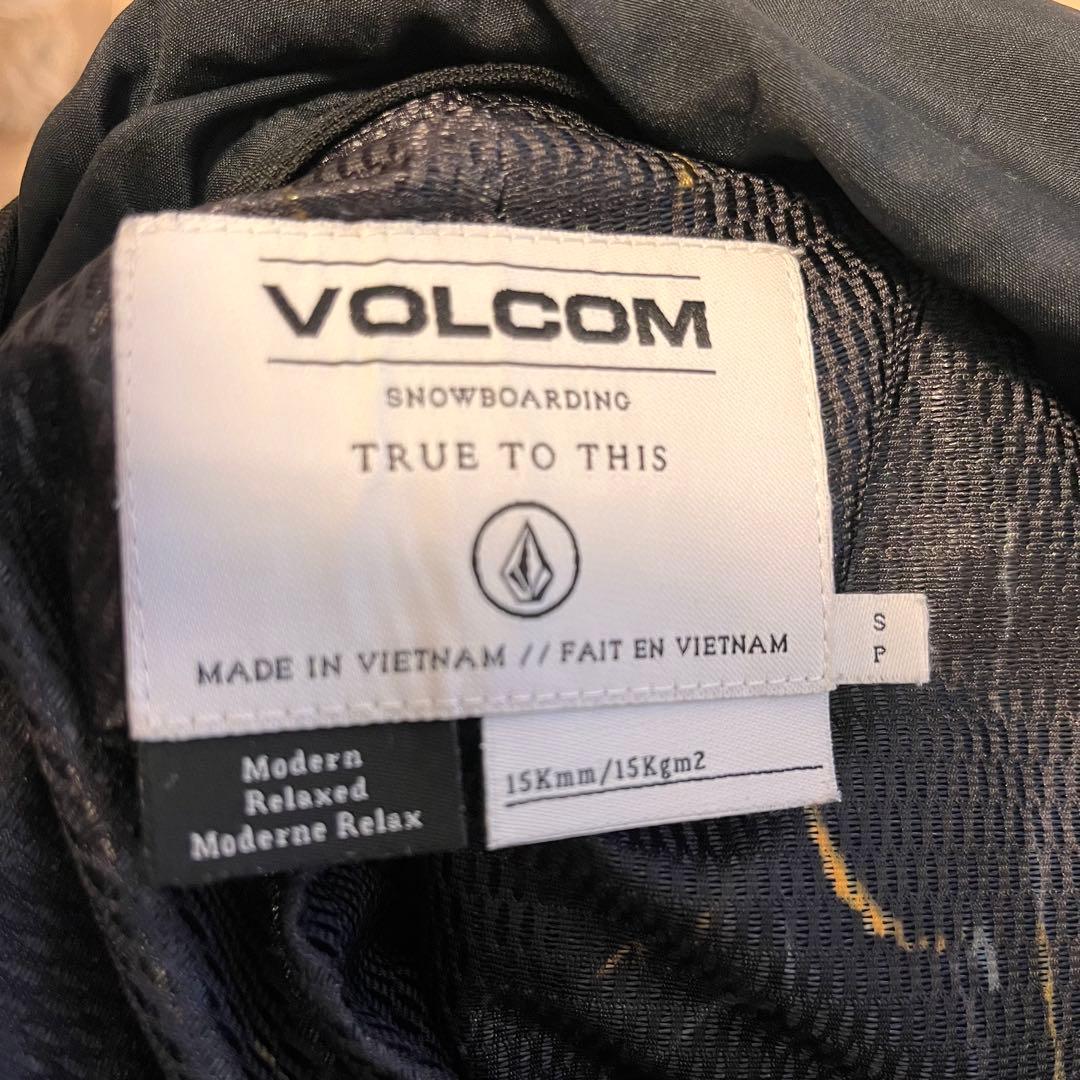 VOLCOM
SNOWBOARDING
TRUE TO THIS
MADE IN VIETNAM // FAIT EN VIETNAM
S
P
Modern
Relaxed
Moderne Relax
15Kmm/15Kgm2